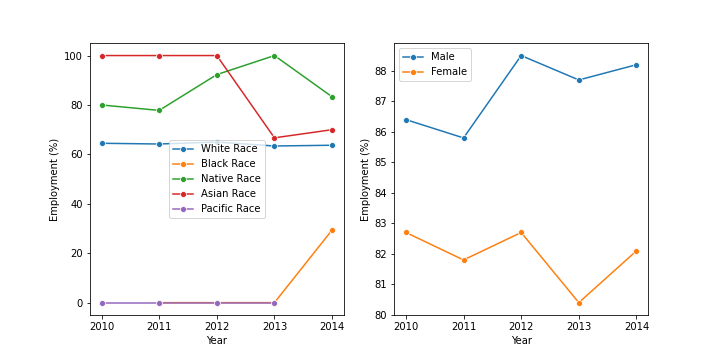 100
80
60
40
20
0
Employment (%)
2010 2011 2012 2013 2014
Year
White Race
Black Race
Native Race
Asian Race
Pacific Race
88
87
86
85
84
83
82
81
80
Employment (%)
2010 2011 2012 2013 2014
Year
Male
Female